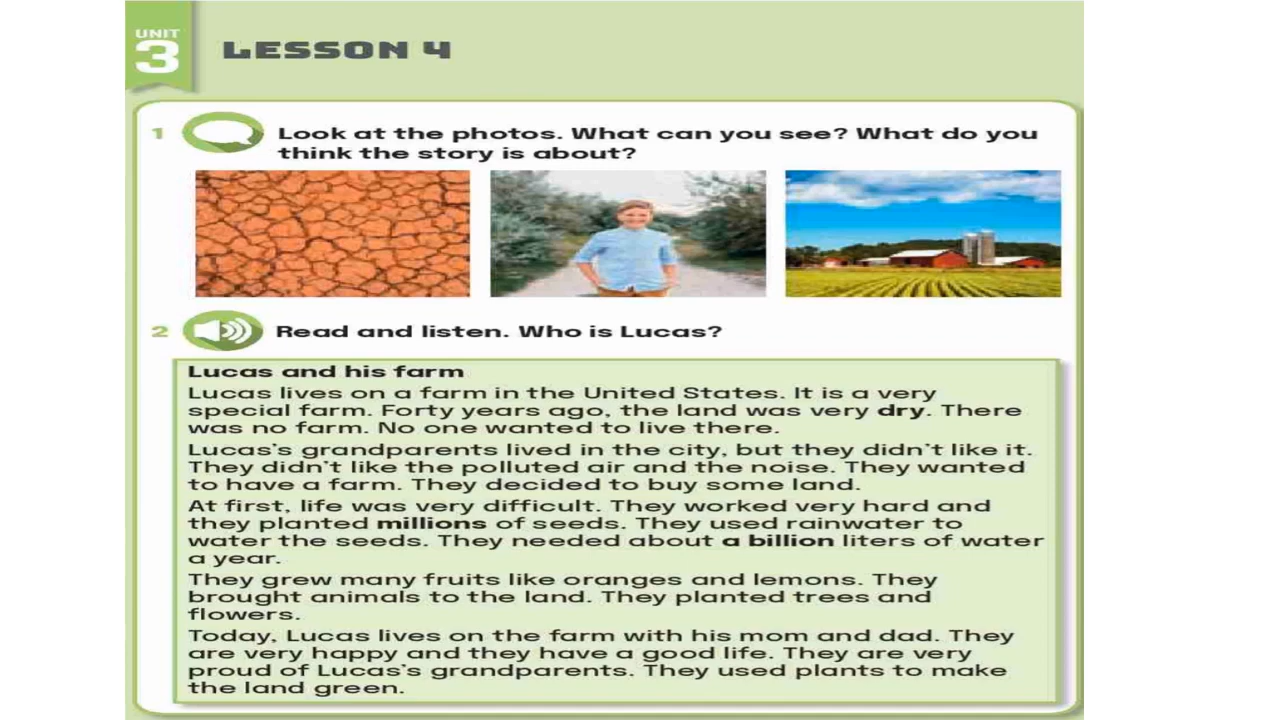 UNIT
3
LESSON 4
1 Look at the photos. What can you see? What do you
think the story is about?
2 Read and listen. Who is Lucas?
Lucas and his farm
Lucas lives on a farm in the United States. It is a very
special farm. Forty years ago, the land was very dry. There
was no farm. No one wanted to live there.
Lucas's grandparents lived in the city, but they didn't like it.
They didn't like the polluted air and the noise. They wanted
to have a farm. They decided to buy some land.
At first, life was very difficult. They worked very hard and
they planted millions of seeds. They used rainwater to
water the seeds. They needed about a billion liters of water
a year.
They grew many fruits like oranges and lemons. They
brought animals to the land. They planted trees and
flowers.
Today, Lucas lives on the farm with his mom and dad. They
are very happy and they have a good life. They are very
proud of Lucas's grandparents. They used plants to make
the land green.